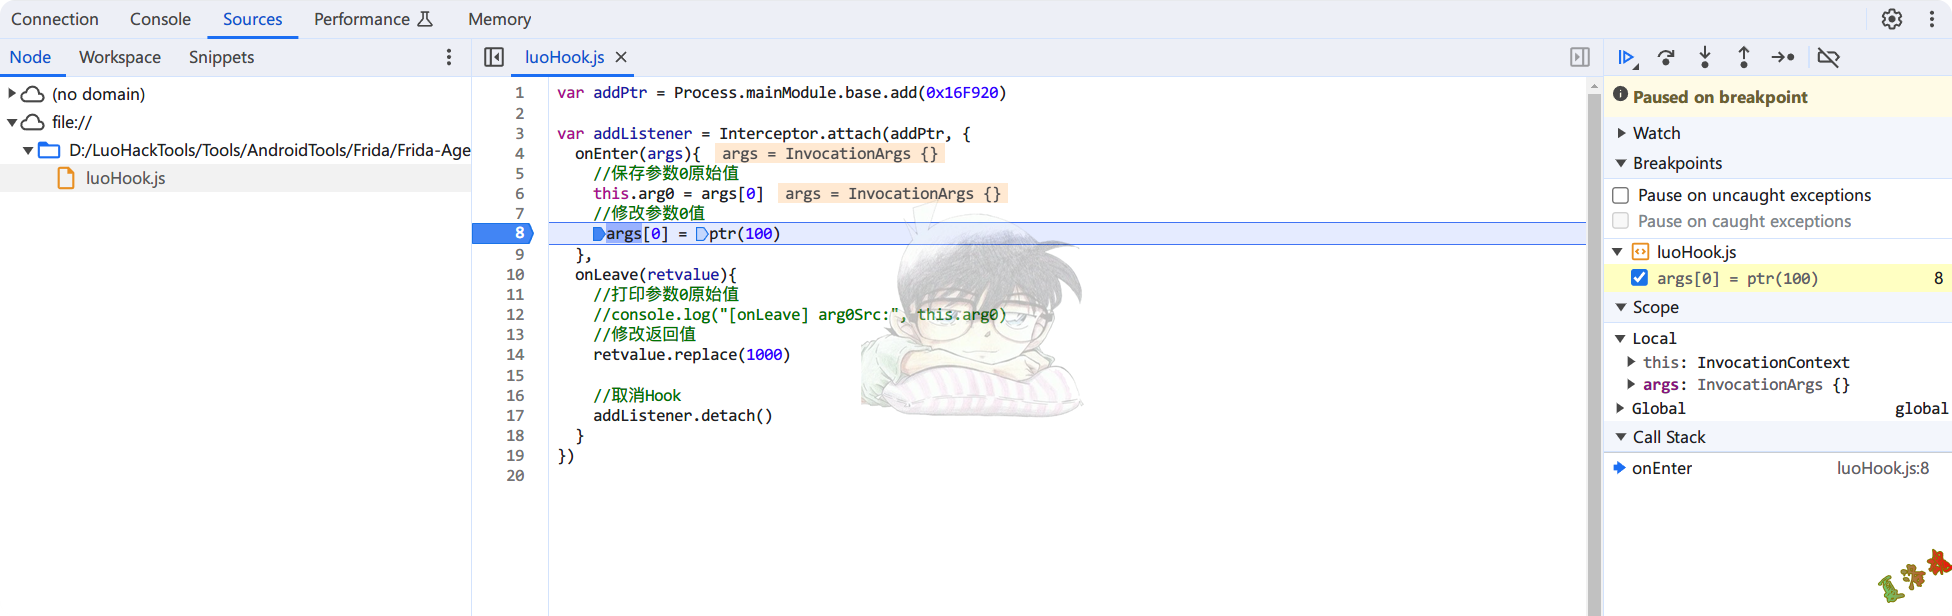 Connection Console Sources Performance Memory
Node Workspace Snippets
(no domain)
file://
D:/LuoHackTools/Tools/AndroidTools/Frida/Frida-Age
luoHook.js
luoHook.js
1 var addPtr = Process.mainModule.base.add(0x16F920)
2
3 var addListener = Interceptor.attach(addPtr, {
4 onEnter(args){ args = InvocationArgs {}
5 //保存参数0原始值
6 this.arg0 = args[0] args = InvocationArgs {}
7 //修改参数0值
8 args[0] = ptr(100)
9 },
10 onLeave(retvalue){
11 //打印参数0原始值
12 //console.log("[onLeave] arg0Src:", this.arg0)
13 //修改返回值
14 retvalue.replace(1000)
15
16 //取消Hook
17 addListener.detach()
18 }
19 })
20
Paused on breakpoint
Watch
Breakpoints
Pause on uncaught exceptions
Pause on caught exceptions
luoHook.js
args[0] = ptr(100) 8
Scope
Local
this: InvocationContext
args: InvocationArgs {}
Global global
Call Stack
onEnter luoHook.js:8